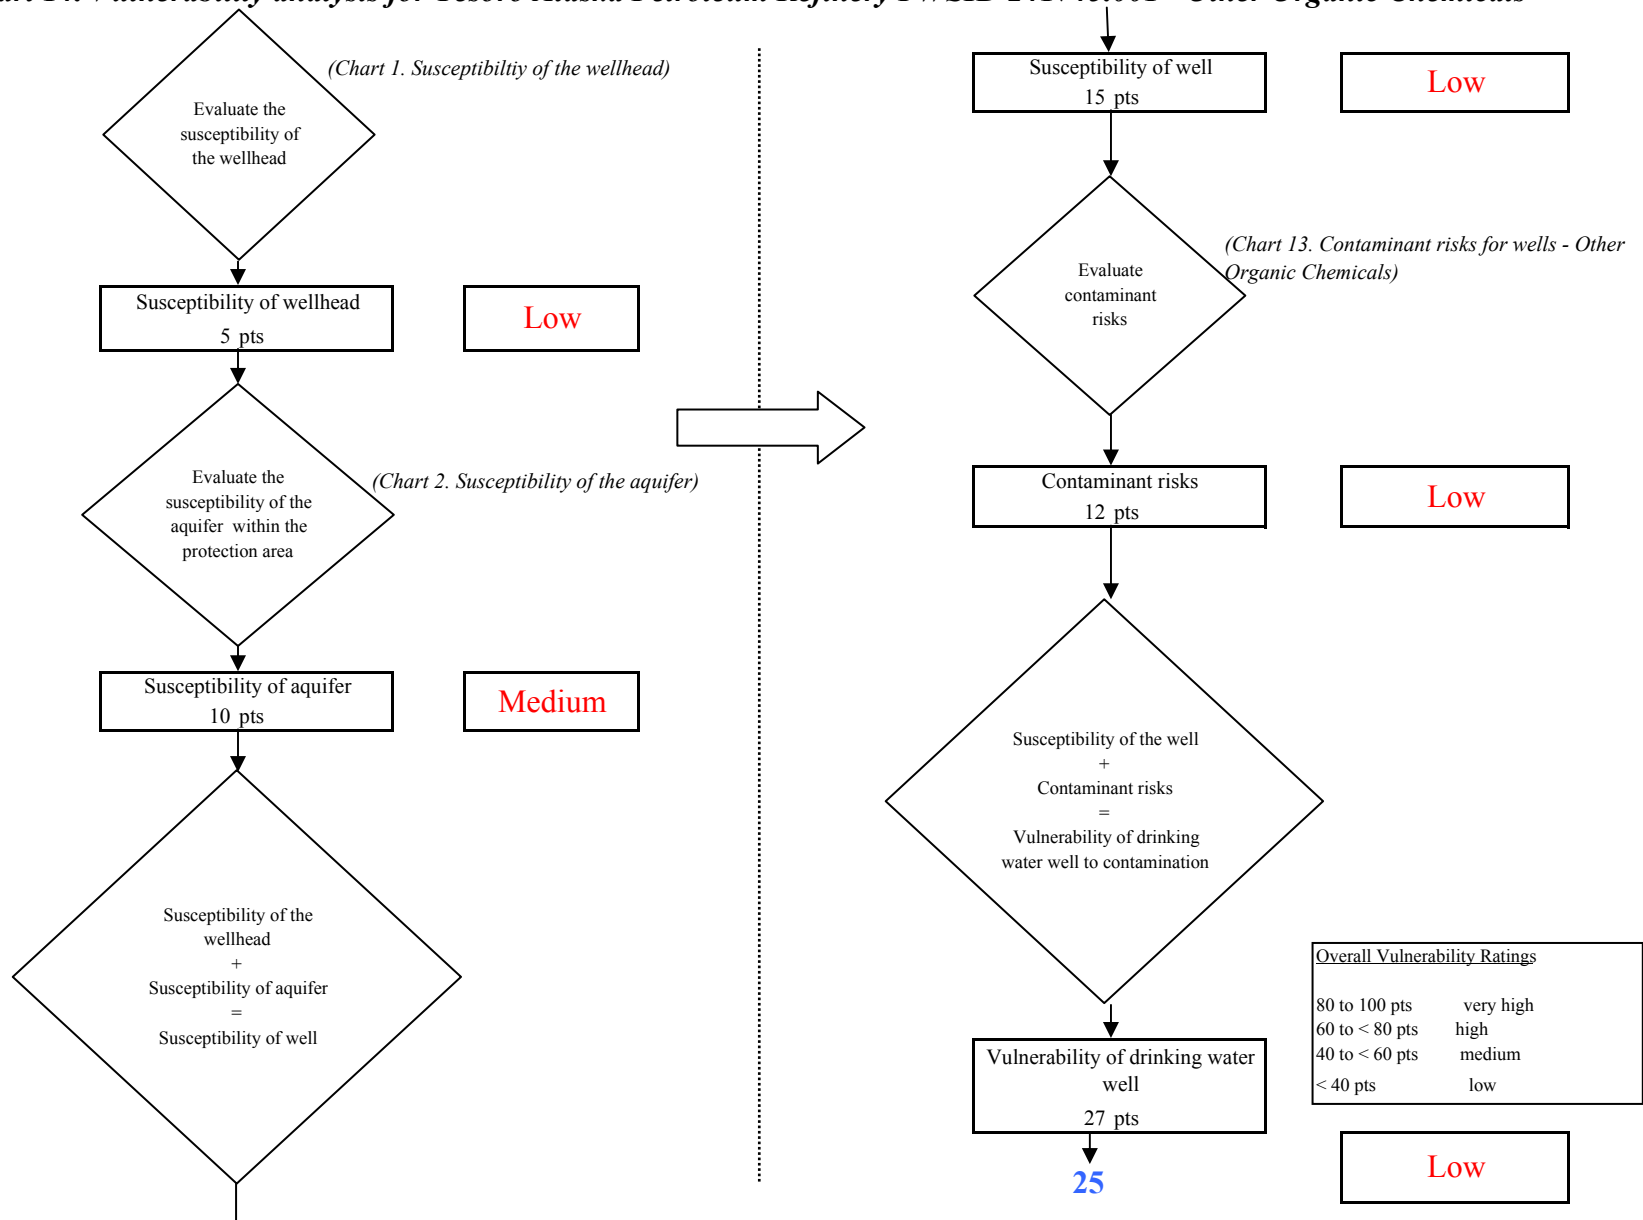 (Chart 1. Susceptibiltiy of the wellhead)
Evaluate the
susceptibility of
the wellhead
Susceptibility of wellhead
5 pts
Low
Evaluate the
susceptibility of the
aquifer within the
protection area
(Chart 2. Susceptibility of the aquifer)
Susceptibility of aquifer
10 pts
Medium
Susceptibility of the
wellhead
+
Susceptibility of aquifer
=
Susceptibility of well
Susceptibility of well
15 pts
Low
(Chart 13. Contaminant risks for wells - Other
Organic Chemicals)
Evaluate
contaminant
risks
Contaminant risks
12 pts
Low
Susceptibility of the well
+
Contaminant risks
=
Vulnerability of drinking
water well to contamination
Overall Vulnerability Ratings
80 to 100 pts very high
60 to < 80 pts high
40 to < 60 pts medium
< 40 pts low
Vulnerability of drinking water
well
27 pts
25
Low